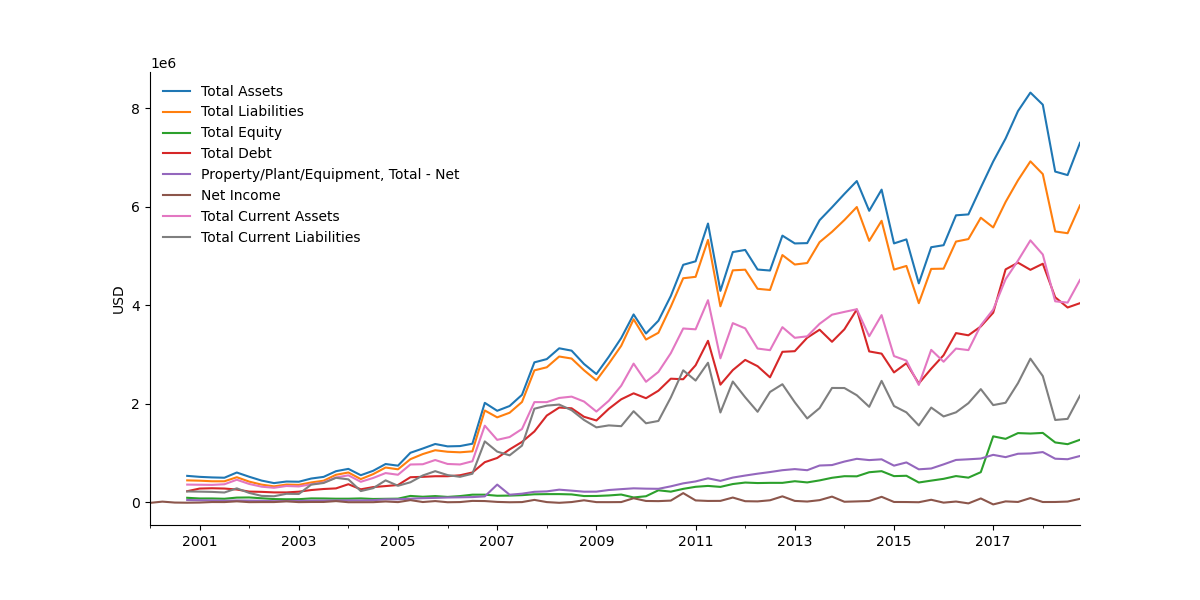 1e6
8
6
4
2
0
USD
Total Assets
Total Liabilities
Total Equity
Total Debt
Property/Plant/Equipment, Total - Net
Net Income
Total Current Assets
Total Current Liabilities
2001 2003 2005 2007 2009 2011 2013 2015 2017